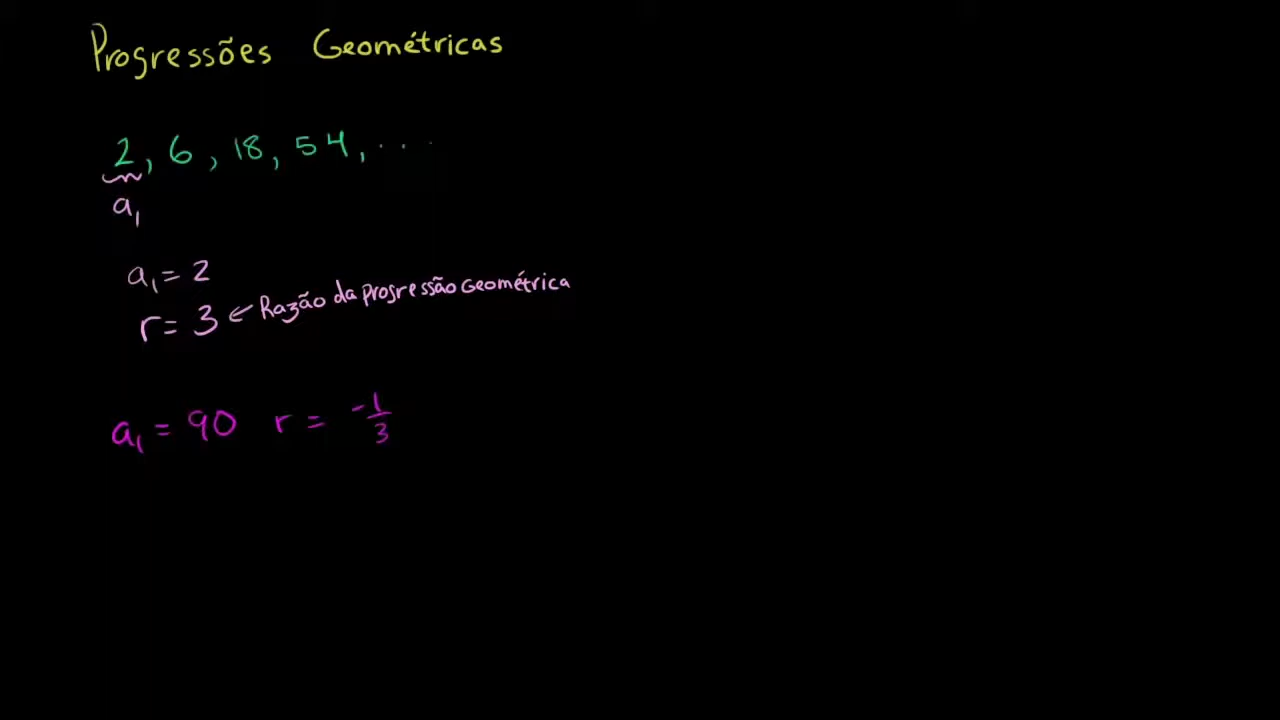 Progressões Geométricas
2, 6, 18, 54, ...
a₁
a₁ = 2
r = 3 ← Razão da progressão Geométrica
a₁ = 90 r = -1/3